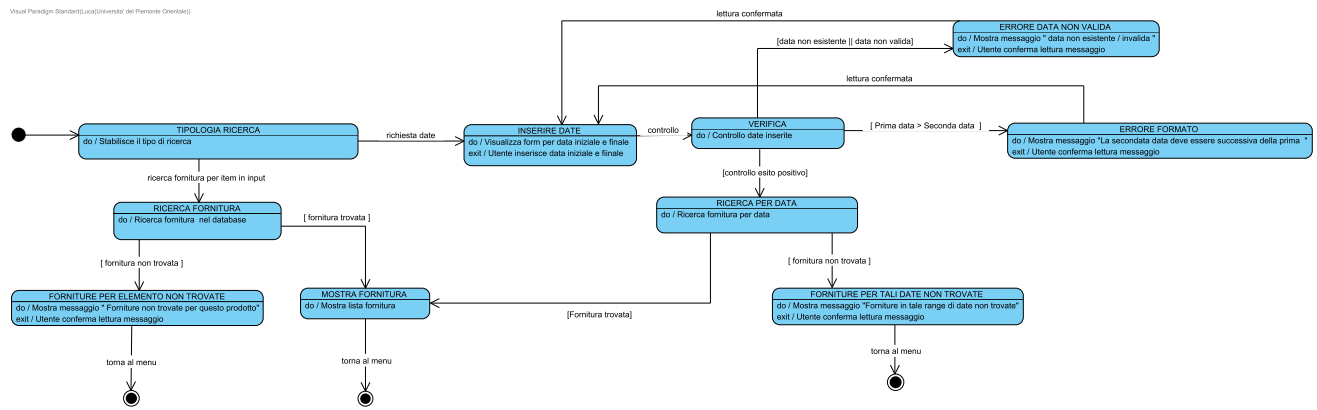 Visual Paradigm Standard(Luca(Universita' del Piemonte Orientale))
lettura confermata
ERRORE DATA NON VALIDA
do / Mostra messaggio " data non esistente / invalida "
exit / Utente conferma lettura messaggio
[data non esistente || data non valida]
lettura confermata
TIPOLOGIA RICERCA
do / Stabilisce il tipo di ricerca
richiesta date
INSERIRE DATE
do / Visualizza form per data iniziale e finale
exit / Utente inserisce data iniziale e fiinale
controllo
VERIFICA
do / Controllo date inserite
[ Prima data > Seconda data ]
ERRORE FORMATO
do / Mostra messaggio "La secondata data deve essere successiva della prima "
exit / Utente conferma lettura messaggio
ricerca fornitura per item in input
[controllo esito positivo]
RICERCA FORNITURA
do / Ricerca fornitura nel database
[ fornitura trovata ]
RICERCA PER DATA
do / Ricerca fornitura per data
[ fornitura non trovata ]
[ fornitura non trovata ]
FORNITURE PER ELEMENTO NON TROVATE
do / Mostra messaggio " Forniture non trovate per questo prodotto"
exit / Utente conferma lettura messaggio
MOSTRA FORNITURA
do / Mostra lista fornitura
[Fornitura trovata]
FORNITURE PER TALI DATE NON TROVATE
do / Mostra messaggio "Forniture in tale range di date non trovate"
exit / Utente conferma lettura messaggio
torna al menu
torna al menu
torna al menu